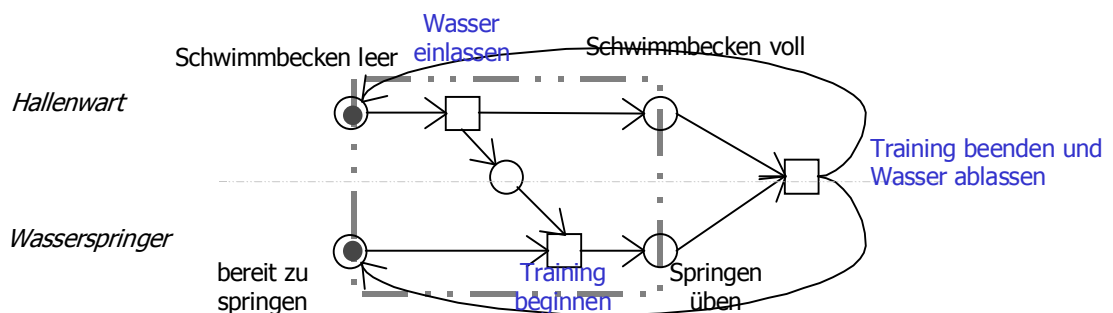 Wasser
einlassen
Schwimmbecken leer
Schwimmbecken voll
Hallenwart
Training beenden und
Wasser ablassen
Wasserspringer
bereit zu
springen
Training
beginnen
Springen
üben